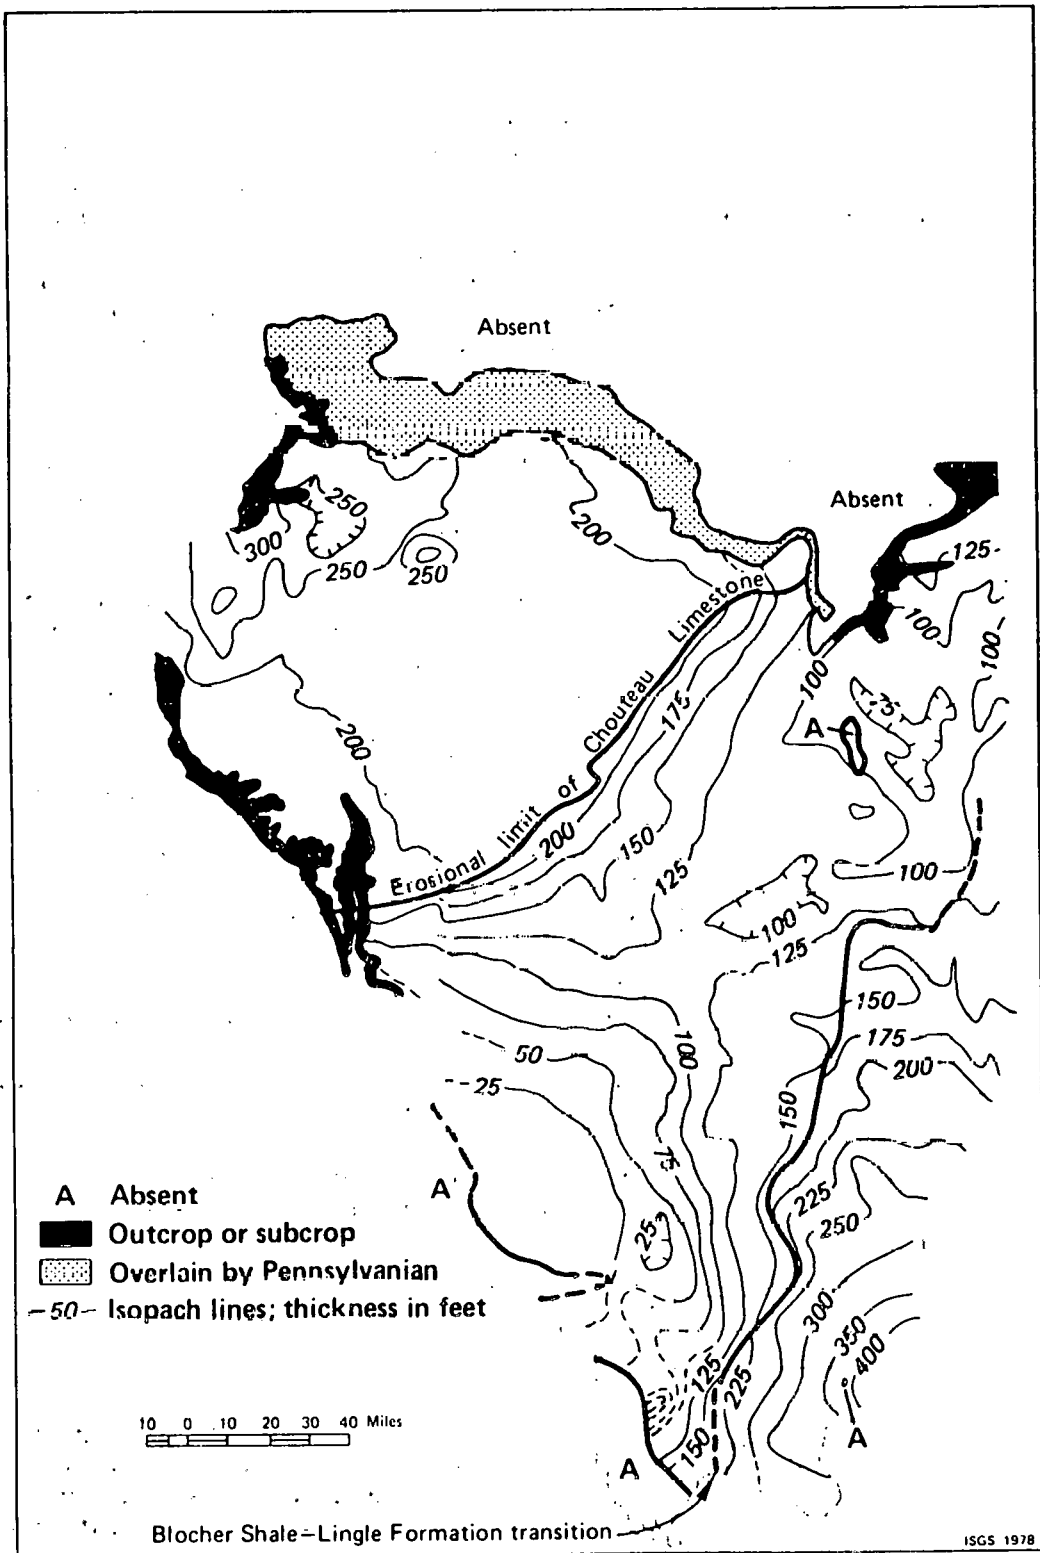 Absent
Absent
250
300
250
250
200
125
100
100
100
75
A
Erosional limit of Chouteau Limestone
175
200
200
150
125
100
100
125
150
175
200
50
100
25
150
75
A
225
250
25
300
350
400
125
225
150
A
A
A Absent
Outcrop or subcrop
Overlain by Pennsylvanian
50 Isopach lines; thickness in feet
10 0 10 20 30 40 Miles
Blocher Shale–Lingle Formation transition
ISGS 1978